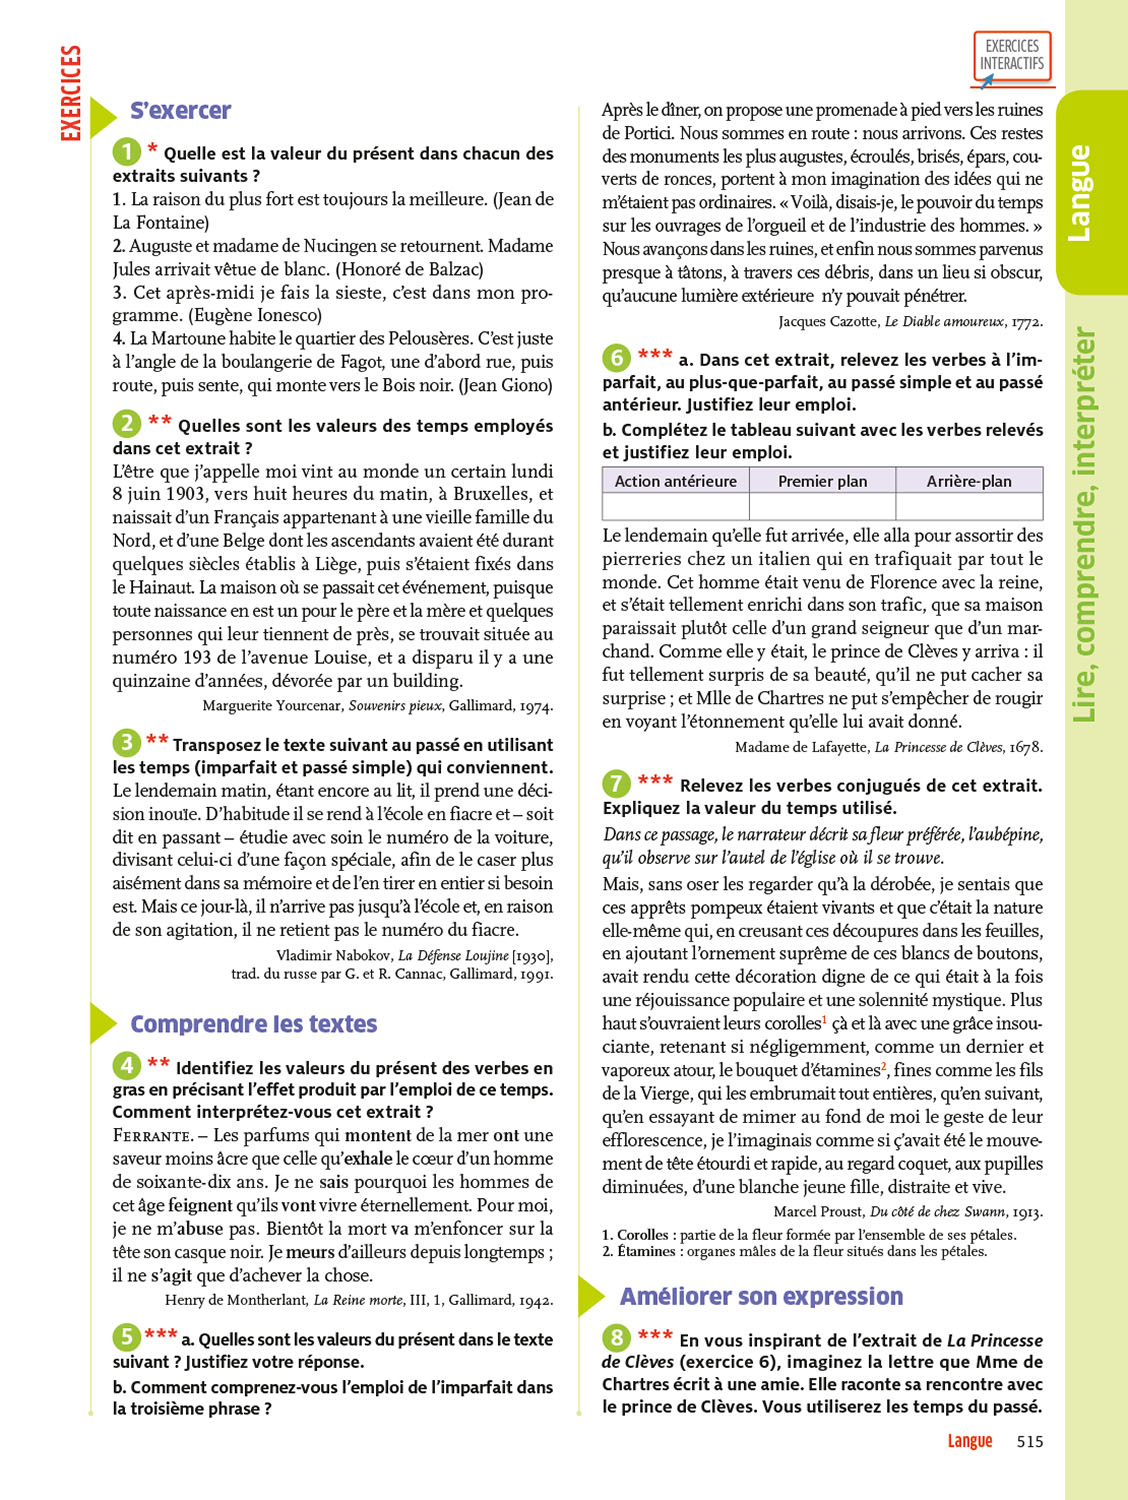 EXERCICES
EXERCICES
INTERACTIFS
S'exercer
1 * Quelle est la valeur du présent dans chacun des
extraits suivants ?
1. La raison du plus fort est toujours la meilleure. (Jean de
La Fontaine)
2. Auguste et madame de Nucingen se retournent. Madame
Jules arrivait vêtue de blanc. (Honoré de Balzac)
3. Cet après-midi je fais la sieste, c'est dans mon pro-
gramme. (Eugène Ionesco)
4. La Martoune habite le quartier des Pelousères. C'est juste
à l'angle de la boulangerie de Fagot, une d'abord rue, puis
route, puis sente, qui monte vers le Bois noir. (Jean Giono)
2 ** Quelles sont les valeurs des temps employés
dans cet extrait ?
L'être que j'appelle moi vint au monde un certain lundi
8 juin 1903, vers huit heures du matin, à Bruxelles, et
naissait d'un Français appartenant à une vieille famille du
Nord, et d'une Belge dont les ascendants avaient été durant
quelques siècles établis à Liège, puis s'étaient fixés dans
le Hainaut. La maison où se passait cet événement, puisque
toute naissance en est un pour le père et la mère et quelques
personnes qui leur tiennent de près, se trouvait située au
numéro 193 de l'avenue Louise, et a disparu il y a une
quinzaine d'années, dévorée par un building.
Marguerite Yourcenar, Souvenirs pieux, Gallimard, 1974.
3 ** Transposez le texte suivant au passé en utilisant
les temps (imparfait et passé simple) qui conviennent.
Le lendemain matin, étant encore au lit, il prend une déci-
sion inouïe. D'habitude il se rend à l'école en fiacre et – soit
dit en passant – étudie avec soin le numéro de la voiture,
divisant celui-ci d'une façon spéciale, afin de le caser plus
aisément dans sa mémoire et de l'en tirer en entier si besoin
est. Mais ce jour-là, il n'arrive pas jusqu'à l'école et, en raison
de son agitation, il ne retient pas le numéro du fiacre.
Vladimir Nabokov, La Défense Loujine [1930],
trad. du russe par G. et R. Cannac, Gallimard, 1991.
Comprendre les textes
4 ** Identifiez les valeurs du présent des verbes en
gras en précisant l'effet produit par l'emploi de ce temps.
Comment interprétez-vous cet extrait ?
FERRANTE. – Les parfums qui montent de la mer ont une
saveur moins âcre que celle qu'exhale le cœur d'un homme
de soixante-dix ans. Je ne sais pourquoi les hommes de
cet âge feignent qu'ils vont vivre éternellement. Pour moi,
je ne m'abuse pas. Bientôt la mort va m'enfoncer sur la
tête son casque noir. Je meurs d'ailleurs depuis longtemps ;
il ne s'agit que d'achever la chose.
Henry de Montherlant, La Reine morte, III, 1, Gallimard, 1942.
5 *** a. Quelles sont les valeurs du présent dans le texte
suivant ? Justifiez votre réponse.
b. Comment comprenez-vous l'emploi de l'imparfait dans
la troisième phrase ?
Après le dîner, on propose une promenade à pied vers les ruines
de Portici. Nous sommes en route : nous arrivons. Ces restes
des monuments les plus augustes, écroulés, brisés, épars, cou-
verts de ronces, portent à mon imagination des idées qui ne
m'étaient pas ordinaires. « Voilà, disais-je, le pouvoir du temps
sur les ouvrages de l'orgueil et de l'industrie des hommes. »
Nous avançons dans les ruines, et enfin nous sommes parvenus
presque à tâtons, à travers ces débris, dans un lieu si obscur,
qu'aucune lumière extérieure n'y pouvait pénétrer.
Jacques Cazotte, Le Diable amoureux, 1772.
6 *** a. Dans cet extrait, relevez les verbes à l'im-
parfait, au plus-que-parfait, au passé simple et au passé
antérieur. Justifiez leur emploi.
b. Complétez le tableau suivant avec les verbes relevés
et justifiez leur emploi.
Action antérieure Premier plan Arrière-plan
Le lendemain qu'elle fut arrivée, elle alla pour assortir des
pierreries chez un italien qui en trafiquait par tout le
monde. Cet homme était venu de Florence avec la reine,
et s'était tellement enrichi dans son trafic, que sa maison
paraissait plutôt celle d'un grand seigneur que d'un mar-
chand. Comme elle y était, le prince de Clèves y arriva : il
fut tellement surpris de sa beauté, qu'il ne put cacher sa
surprise ; et Mlle de Chartres ne put s'empêcher de rougir
en voyant l'étonnement qu'elle lui avait donné.
Madame de Lafayette, La Princesse de Clèves, 1678.
7 *** Relevez les verbes conjugués de cet extrait.
Expliquez la valeur du temps utilisé.
Dans ce passage, le narrateur décrit sa fleur préférée, l'aubépine,
qu'il observe sur l'autel de l'église où il se trouve.
Mais, sans oser les regarder qu'à la dérobée, je sentais que
ces apprêts pompeux étaient vivants et que c'était la nature
elle-même qui, en creusant ces découpures dans les feuilles,
en ajoutant l'ornement suprême de ces blancs de boutons,
avait rendu cette décoration digne de ce qui était à la fois
une réjouissance populaire et une solennité mystique. Plus
haut s'ouvraient leurs corolles1 çà et là avec une grâce insou-
ciante, retenant si négligemment, comme un dernier et
vaporeux atour, le bouquet d'étamines2, fines comme les fils
de la Vierge, qui les embrumait tout entières, qu'en suivant,
qu'en essayant de mimer au fond de moi le geste de leur
efflorescence, je l'imaginais comme si ç'avait été le mouve-
ment de tête étourdi et rapide, au regard coquet, aux pupilles
diminuées, d'une blanche jeune fille, distraite et vive.
Marcel Proust, Du côté de chez Swann, 1913.
1. Corolles : partie de la fleur formée par l'ensemble de ses pétales.
2. Étamines : organes mâles de la fleur situés dans les pétales.
Améliorer son expression
8 *** En vous inspirant de l'extrait de La Princesse
de Clèves (exercice 6), imaginez la lettre que Mme de
Chartres écrit à une amie. Elle raconte sa rencontre avec
le prince de Clèves. Vous utiliserez les temps du passé.
Langue
Lire, comprendre, interpréter
Langue 515